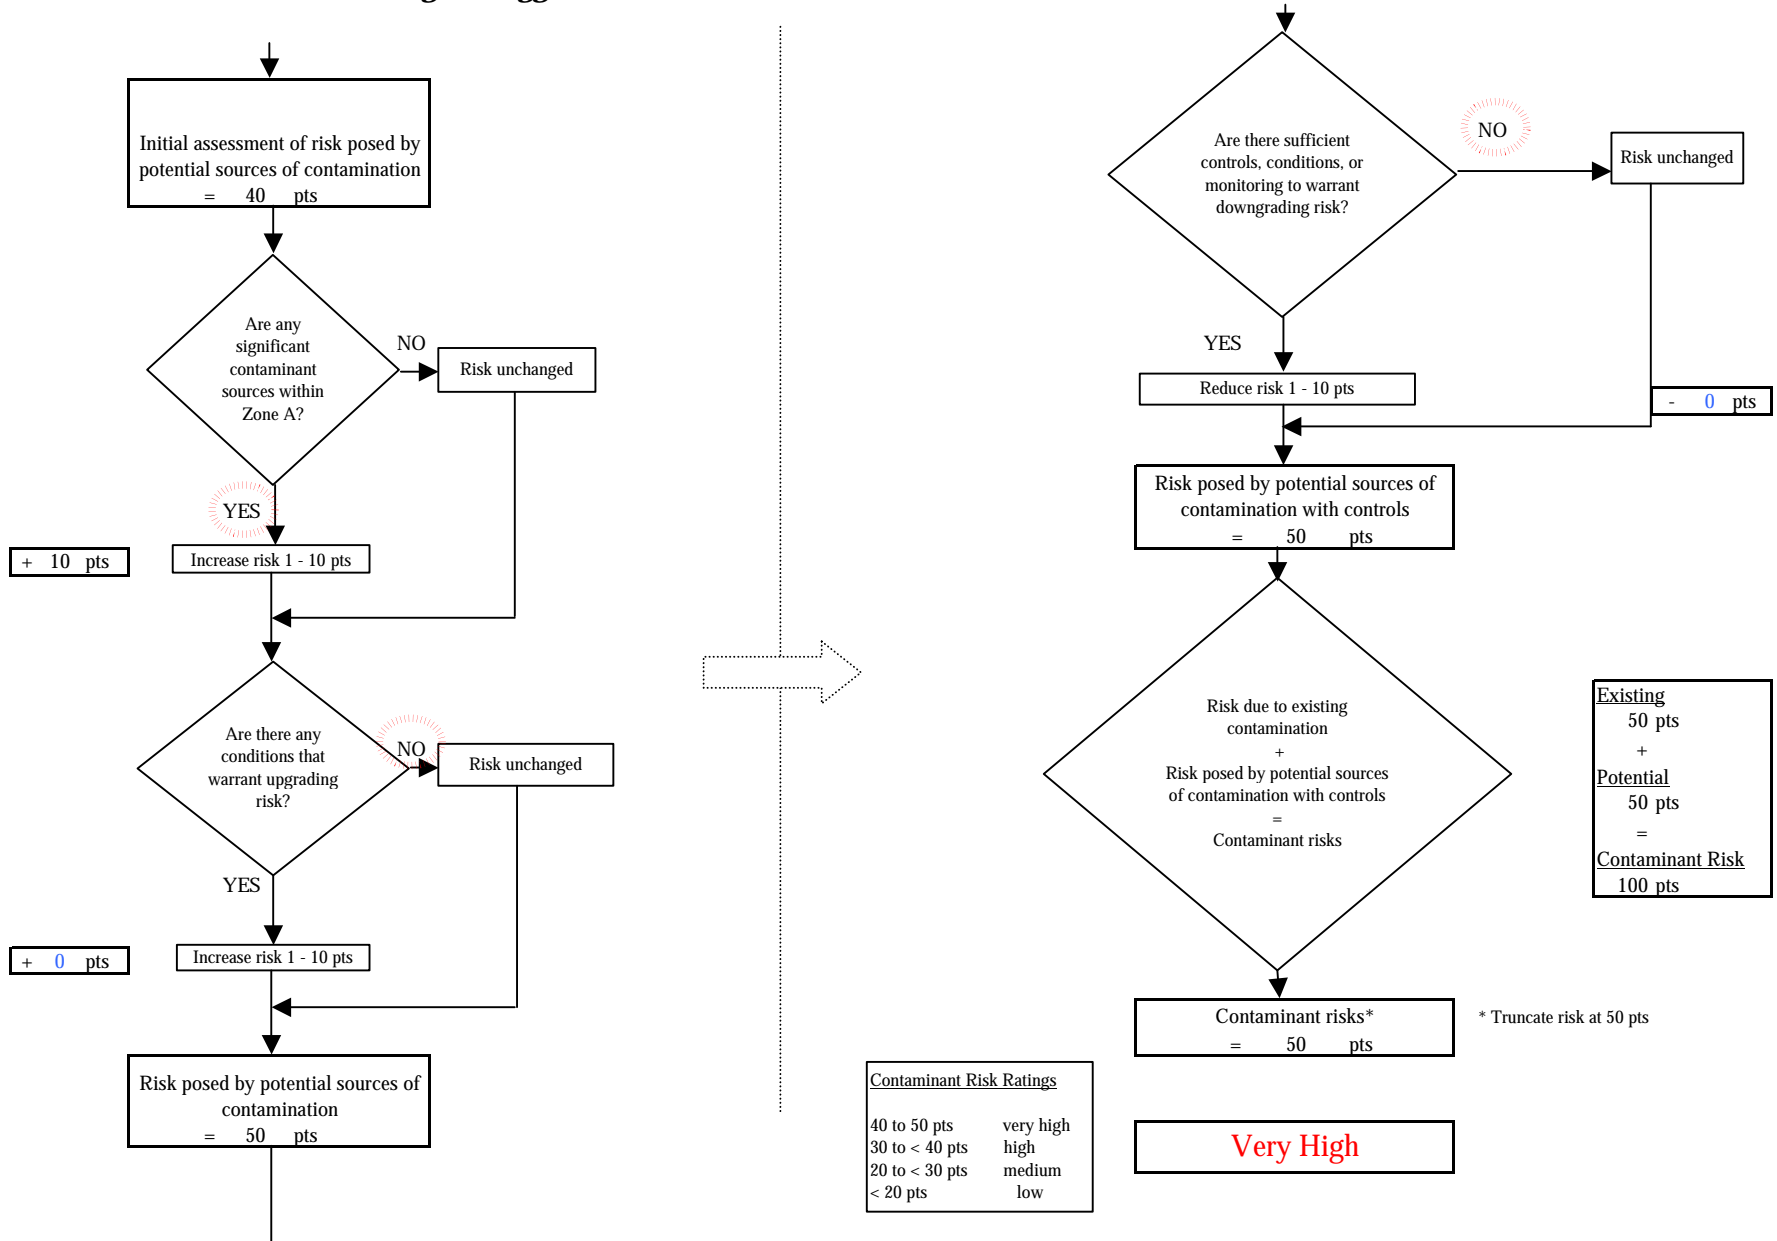 Initial assessment of risk posed by
potential sources of contamination
= 40 pts
Are any
significant
contaminant
sources within
Zone A?
NO
Risk unchanged
YES
+ 10 pts
Increase risk 1 - 10 pts
Are there any
conditions that
warrant upgrading
risk?
NO
Risk unchanged
YES
+ 0 pts
Increase risk 1 - 10 pts
Risk posed by potential sources of
contamination
= 50 pts
Are there sufficient
controls, conditions, or
monitoring to warrant
downgrading risk?
NO
Risk unchanged
YES
Reduce risk 1 - 10 pts
- 0 pts
Risk posed by potential sources of
contamination with controls
= 50 pts
Risk due to existing
contamination
+
Risk posed by potential sources
of contamination with controls
=
Contaminant risks
Existing
50 pts
+
Potential
50 pts
=
Contaminant Risk
100 pts
Contaminant risks*
= 50 pts
* Truncate risk at 50 pts
Contaminant Risk Ratings
40 to 50 pts very high
30 to < 40 pts high
20 to < 30 pts medium
< 20 pts low
Very High